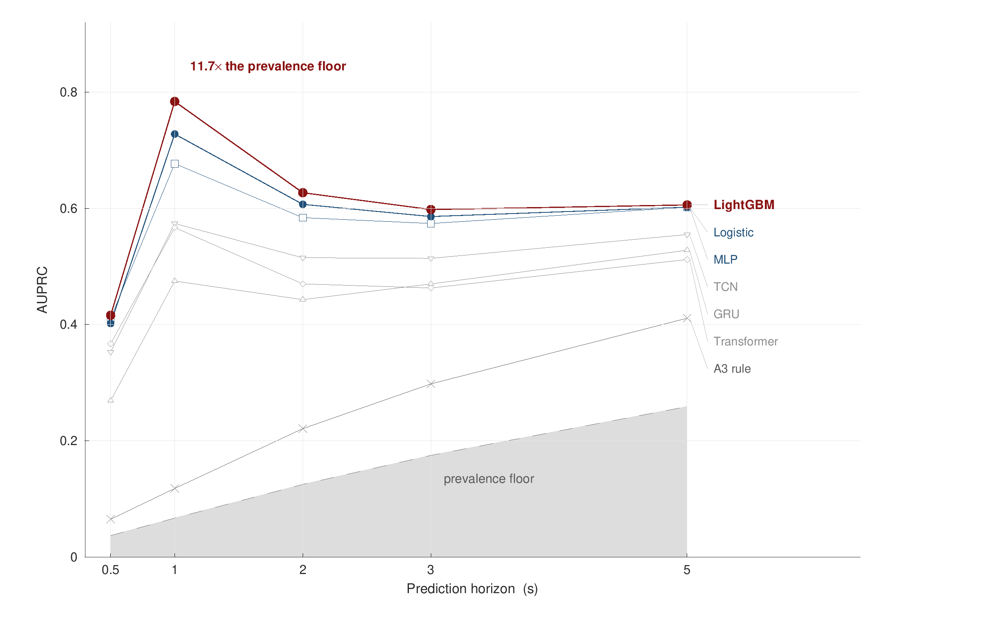 11.7× the prevalence floor
0.8
0.6
0.4
0.2
0
AUPRC
LightGBM
Logistic
MLP
TCN
GRU
Transformer
A3 rule
prevalence floor
0.5 1 2 3 5
Prediction horizon (s)